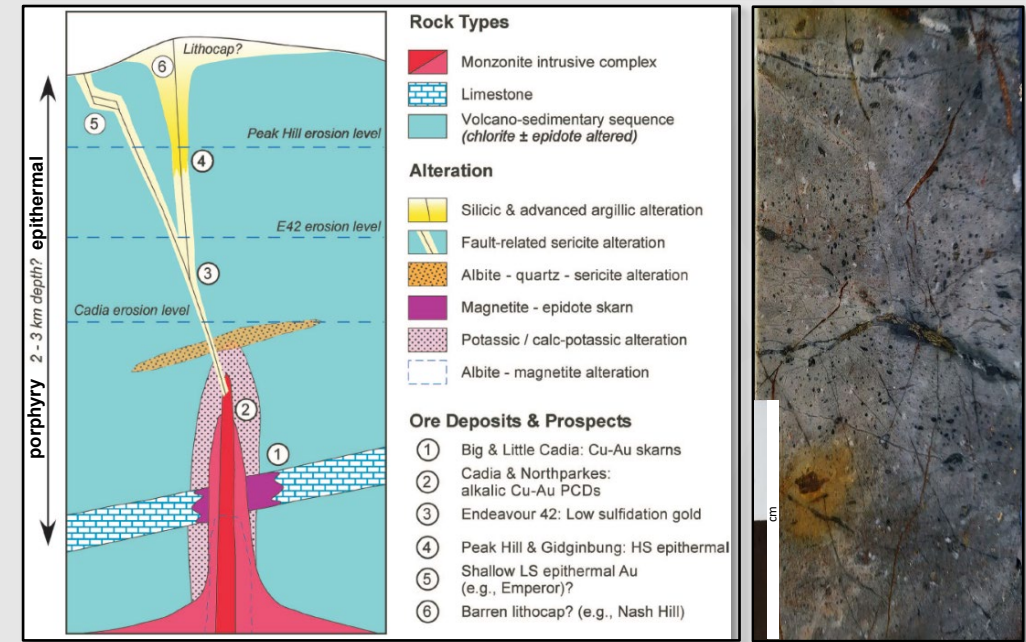 Lithocap?
6
5
Peak Hill erosion level
4
E42 erosion level
3
Cadia erosion level
2
1
porphyry 2 - 3 km depth? epithermal
Rock Types
Monzonite intrusive complex
Limestone
Volcano-sedimentary sequence
(chlorite ± epidote altered)
Alteration
Silicic & advanced argillic alteration
Fault-related sericite alteration
Albite - quartz - sericite alteration
Magnetite - epidote skarn
Potassic / calc-potassic alteration
Albite - magnetite alteration
Ore Deposits & Prospects
1 Big & Little Cadia: Cu-Au skarns
2 Cadia & Northparkes:
alkalic Cu-Au PCDs
3 Endeavour 42: Low sulfidation gold
4 Peak Hill & Gidginbung: HS epithermal
5 Shallow LS epithermal Au
(e.g., Emperor)?
6 Barren lithocap? (e.g., Nash Hill)
cm